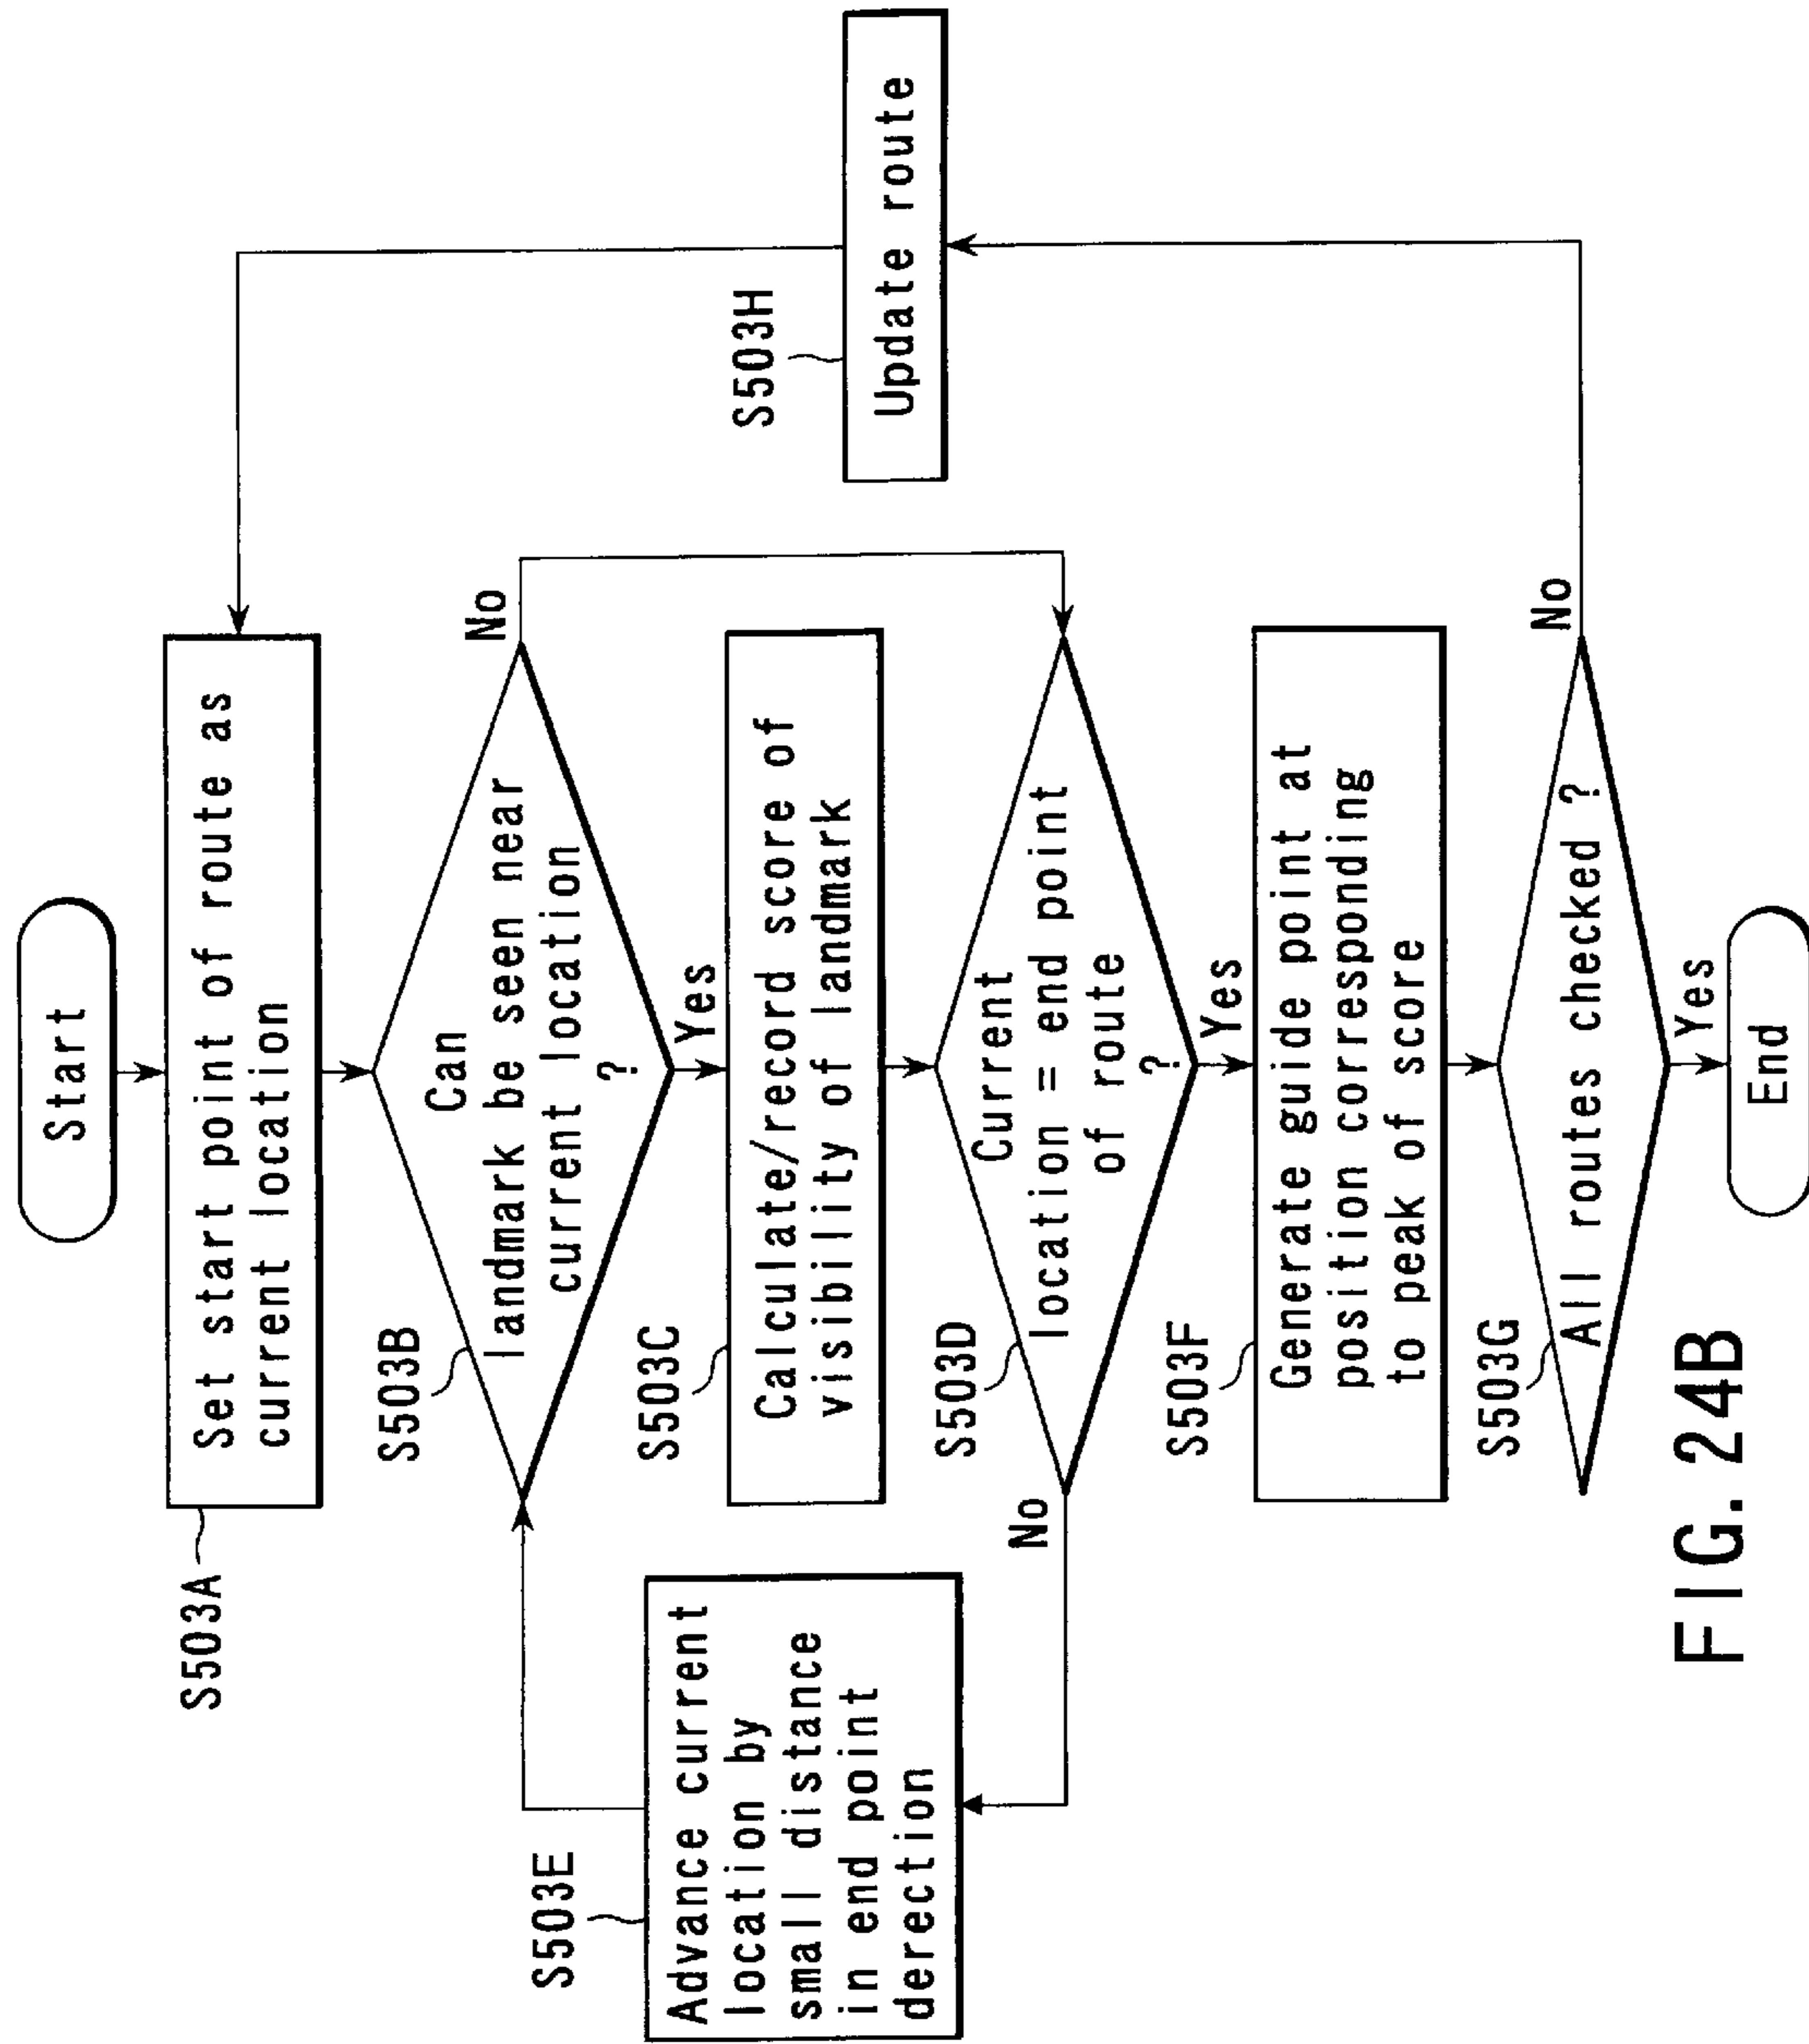 Start
S503A
Set start point of route as
current location
S503B
Can
landmark be seen near
current location
?
No
Yes
S503C
Calculate/record score of
visibility of landmark
S503D
Current
location = end point
of route
?
No
Yes
S503E
Advance current
location by
small distance
in end point
derection
S503F
Generate guide point at
position corresponding
to peak of score
S503G
All routes checked ?
No
Yes
S503H
Update route
End
FIG. 24B